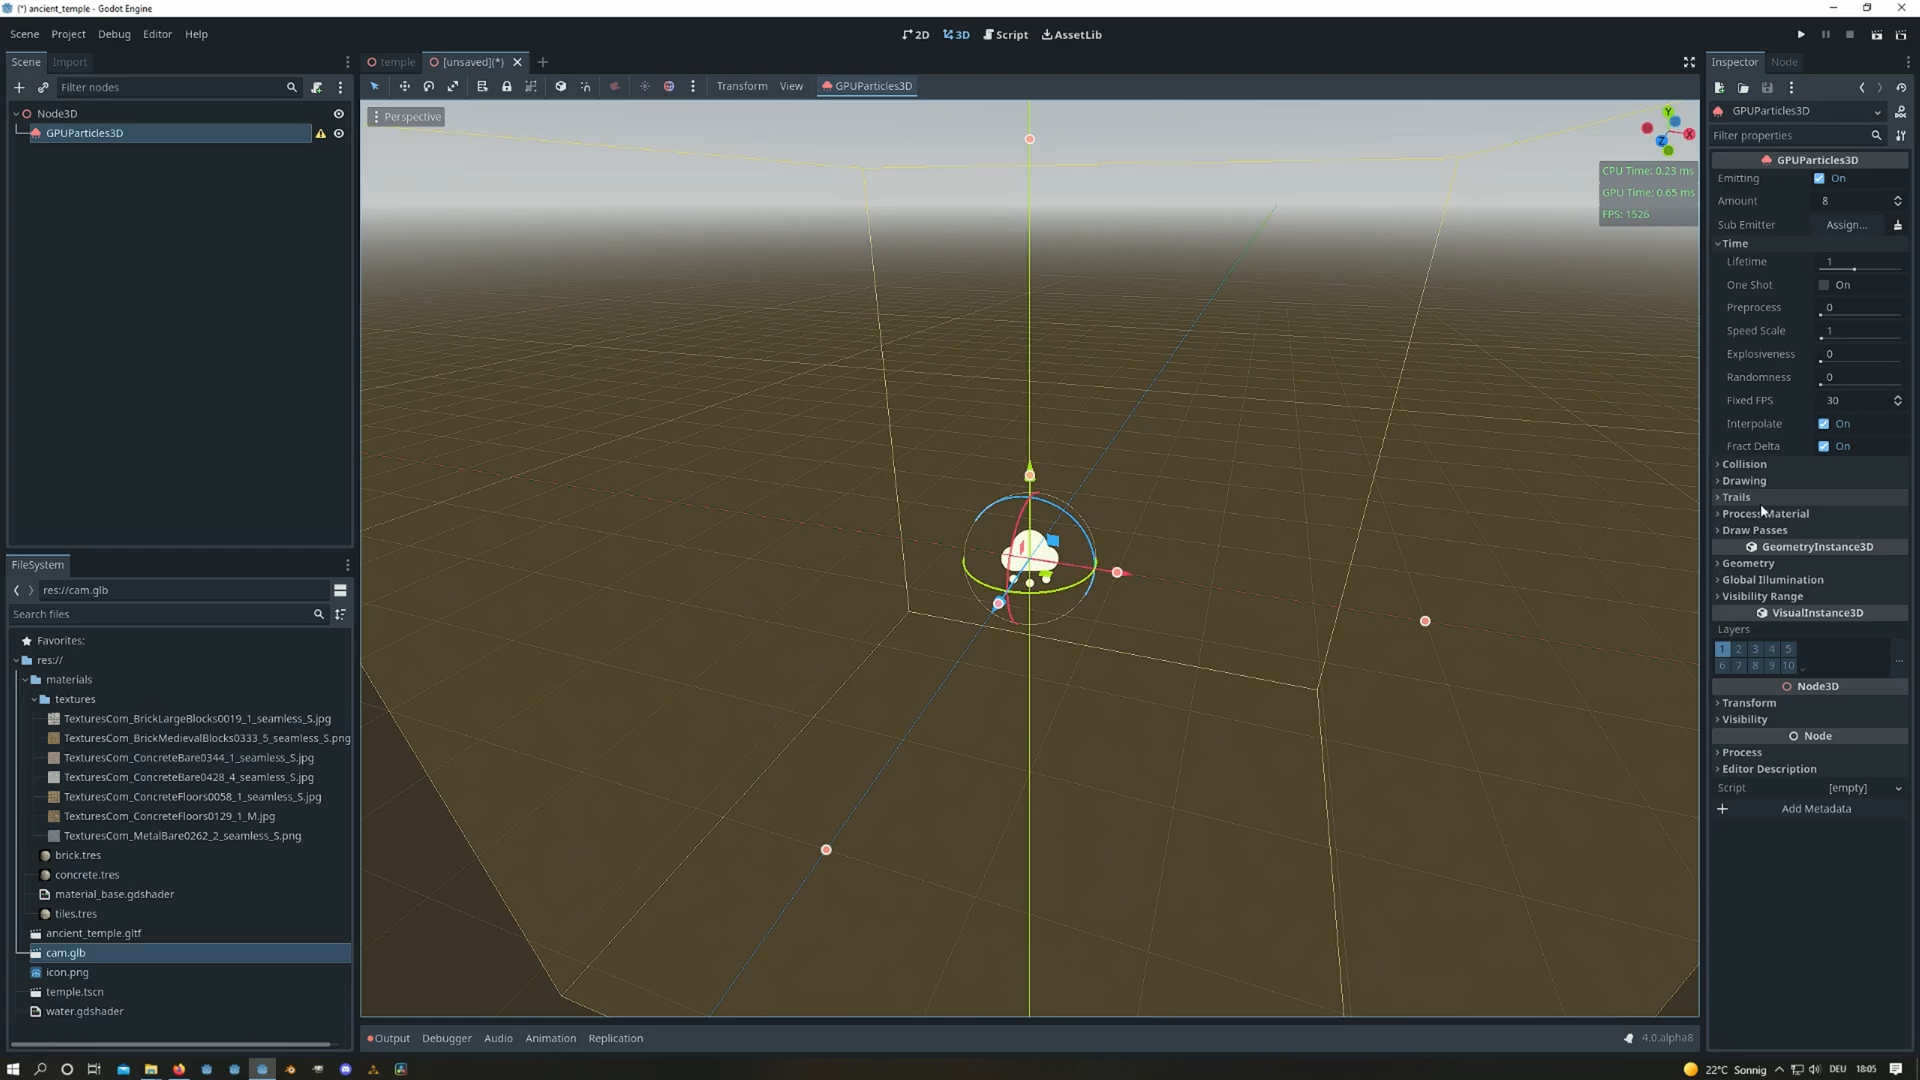 (*) ancient_temple - Godot Engine
Scene Project Debug Editor Help
2D 3D Script AssetLib
Scene Import
temple [unsaved](*)
Inspector Node
Filter nodes
Transform View GPUParticles3D
Node3D
GPUParticles3D
Perspective
CPU Time: 0.23 ms
GPU Time: 0.65 ms
FPS: 1526
Y
X
Z
GPUParticles3D
Filter properties
GPUParticles3D
Emitting On
Amount 8
Sub Emitter Assign...
Time
Lifetime 1
One Shot On
Preprocess 0
Speed Scale 1
Explosiveness 0
Randomness 0
Fixed FPS 30
Interpolate On
Fract Delta On
Collision
Drawing
Trails
Process Material
Draw Passes
GeometryInstance3D
Geometry
Global Illumination
Visibility Range
VisualInstance3D
Layers
1 2 3 4 5
6 7 8 9 10
...
Node3D
Transform
Visibility
Node
Process
Editor Description
Script [empty]
Add Metadata
FileSystem
res://cam.glb
Search files
Favorites:
res://
materials
textures
TexturesCom_BrickLargeBlocks0019_1_seamless_S.jpg
TexturesCom_BrickMedievalBlocks0333_5_seamless_S.png
TexturesCom_ConcreteBare0344_1_seamless_S.jpg
TexturesCom_ConcreteBare0428_4_seamless_S.jpg
TexturesCom_ConcreteFloors0058_1_seamless_S.jpg
TexturesCom_ConcreteFloors0129_1_M.jpg
TexturesCom_MetalBare0262_2_seamless_S.png
brick.tres
concrete.tres
material_base.gdshader
tiles.tres
ancient_temple.gltf
cam.glb
icon.png
temple.tscn
water.gdshader
Output Debugger Audio Animation Replication
4.0.alpha8
22°C Sonnig DEU 18:05